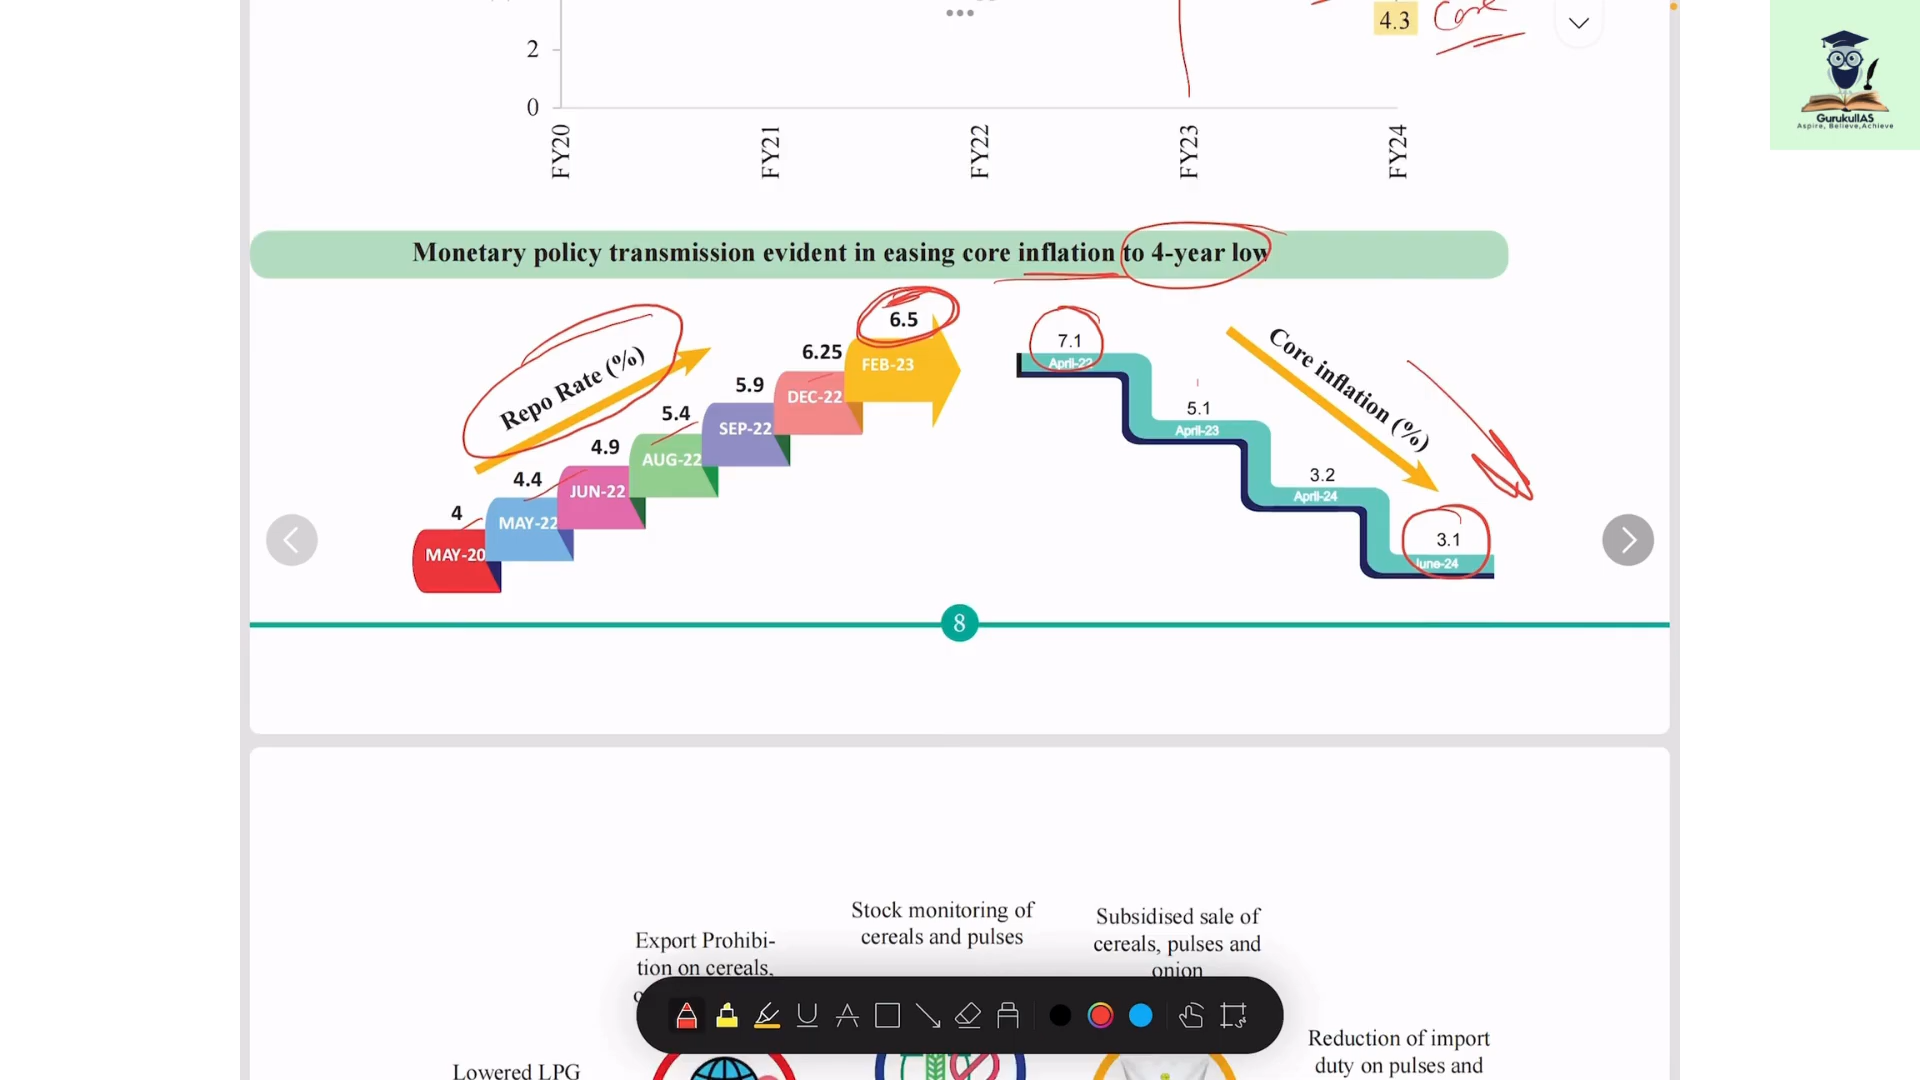 4.3 Core
2
0
FY20
FY21
FY22
FY23
FY24
GurukulIAS
Aspire, Believe,Achieve
Monetary policy transmission evident in easing core inflation to 4-year low
Repo Rate (%)
4
MAY-20
4.4
MAY-22
4.9
JUN-22
5.4
AUG-22
5.9
SEP-22
6.25
DEC-22
6.5
FEB-23
Core inflation (%)
7.1
April-22
5.1
April-23
3.2
April-24
3.1
June-24
8
Export Prohibi-
tion on cereals,
Stock monitoring of
cereals and pulses
Subsidised sale of
cereals, pulses and
onion
Lowered LPG
Reduction of import
duty on pulses and